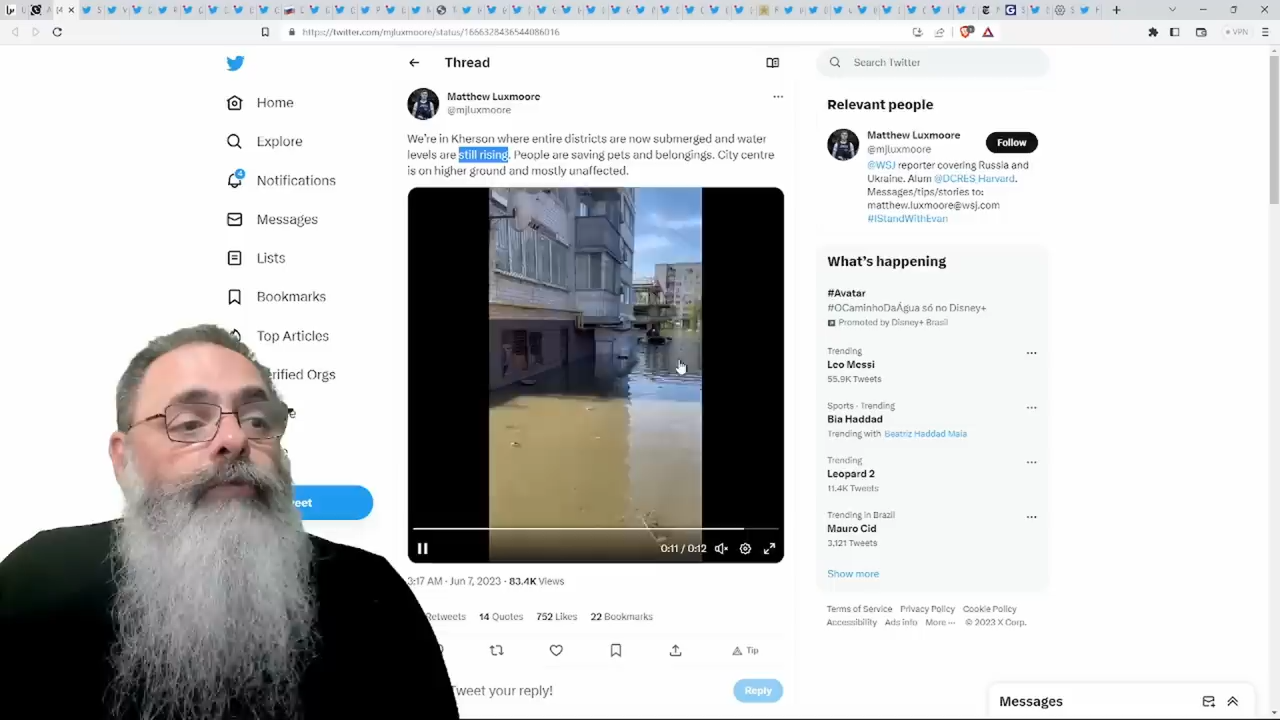 https://twitter.com/mjluxmoore/status/1666328436544086016
VPN
Home
Explore
4
Notifications
Messages
Lists
Bookmarks
Top Articles
erified Orgs
eet
Thread
Matthew Luxmoore
@mjluxmoore
We're in Kherson where entire districts are now submerged and water
levels are still rising. People are saving pets and belongings. City centre
is on higher ground and mostly unaffected.
0:11 / 0:12
3:17 AM · Jun 7, 2023 · 83.4K Views
Retweets 14 Quotes 752 Likes 22 Bookmarks
Tip
Tweet your reply!
Reply
Search Twitter
Relevant people
Matthew Luxmoore
@mjluxmoore
Follow
@WSJ reporter covering Russia and
Ukraine. Alum @DCRES Harvard.
Messages/tips/stories to:
matthew.luxmoore@wsj.com
#IStandWithEvan
What's happening
#Avatar
#OCaminhoDaÁgua só no Disney+
Promoted by Disney+ Brasil
Trending
Leo Messi
55.9K Tweets
Sports · Trending
Bia Haddad
Trending with Beatriz Haddad Maia
Trending
Leopard 2
11.4K Tweets
Trending in Brazil
Mauro Cid
3,121 Tweets
Show more
Terms of Service Privacy Policy Cookie Policy
Accessibility Ads info More ··· © 2023 X Corp.
Messages